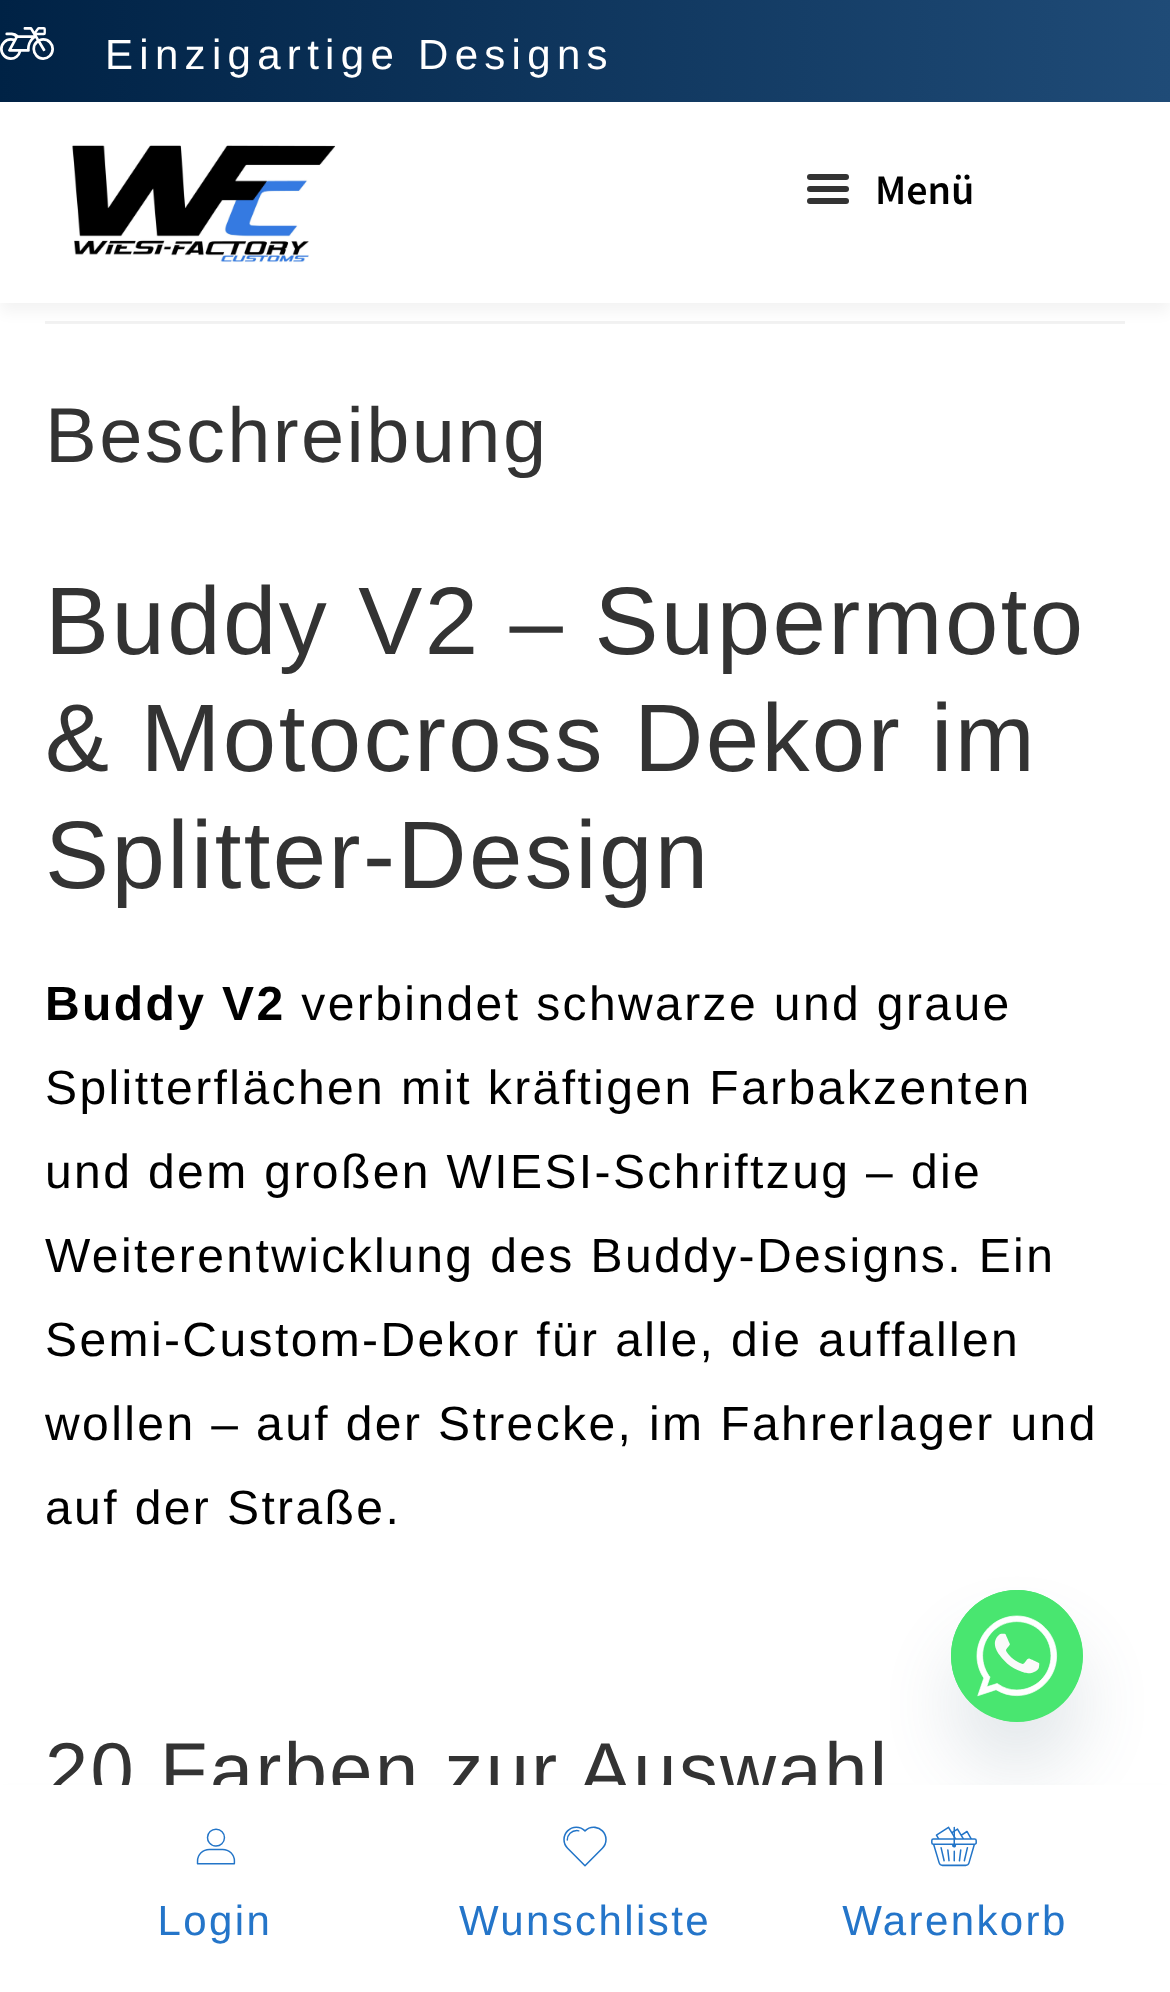 Einzigartige Designs
WFC
WIESI-FACTORY
CUSTOMS
Menü
Beschreibung
Buddy V2 – Supermoto
& Motocross Dekor im
Splitter-Design
Buddy V2 verbindet schwarze und graue
Splitterflächen mit kräftigen Farbakzenten
und dem großen WIESI-Schriftzug – die
Weiterentwicklung des Buddy-Designs. Ein
Semi-Custom-Dekor für alle, die auffallen
wollen – auf der Strecke, im Fahrerlager und
auf der Straße.
20 Farben zur Auswahl
Login
Wunschliste
Warenkorb